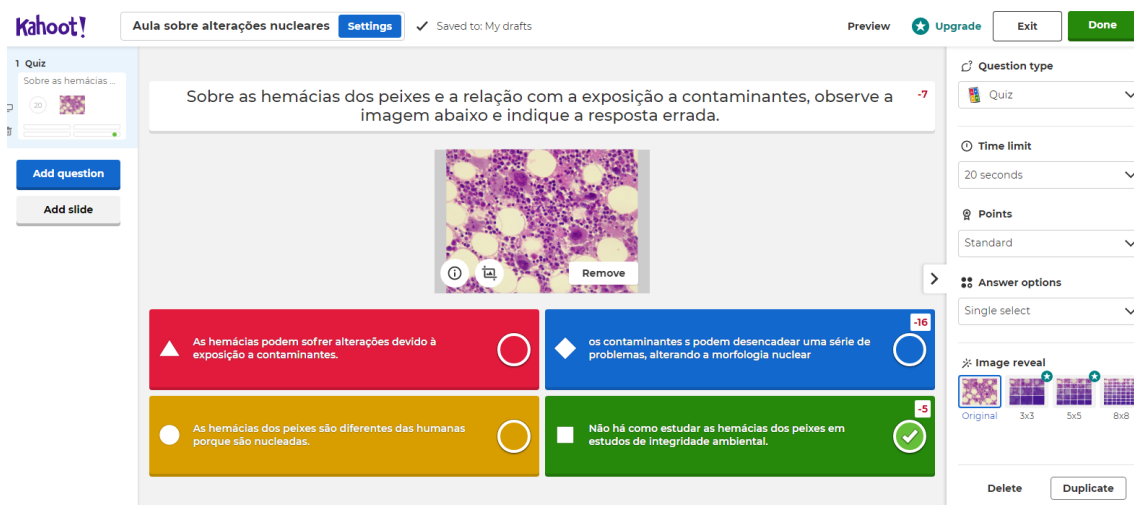 Kahoot!
Aula sobre alterações nucleares
Settings
Saved to: My drafts
Preview
Upgrade
Exit
Done
1 Quiz
Sobre as hemácias ...
20
Add question
Add slide
Sobre as hemácias dos peixes e a relação com a exposição a contaminantes, observe a
imagem abaixo e indique a resposta errada.
-7
Remove
As hemácias podem sofrer alterações devido à
exposição a contaminantes.
-16
os contaminantes s podem desencadear uma série de
problemas, alterando a morfologia nuclear
As hemácias dos peixes são diferentes das humanas
porque são nucleadas.
-5
Não há como estudar as hemácias dos peixes em
estudos de integridade ambiental.
Question type
Quiz
Time limit
20 seconds
Points
Standard
Answer options
Single select
Image reveal
Original
3x3
5x5
8x8
Delete
Duplicate